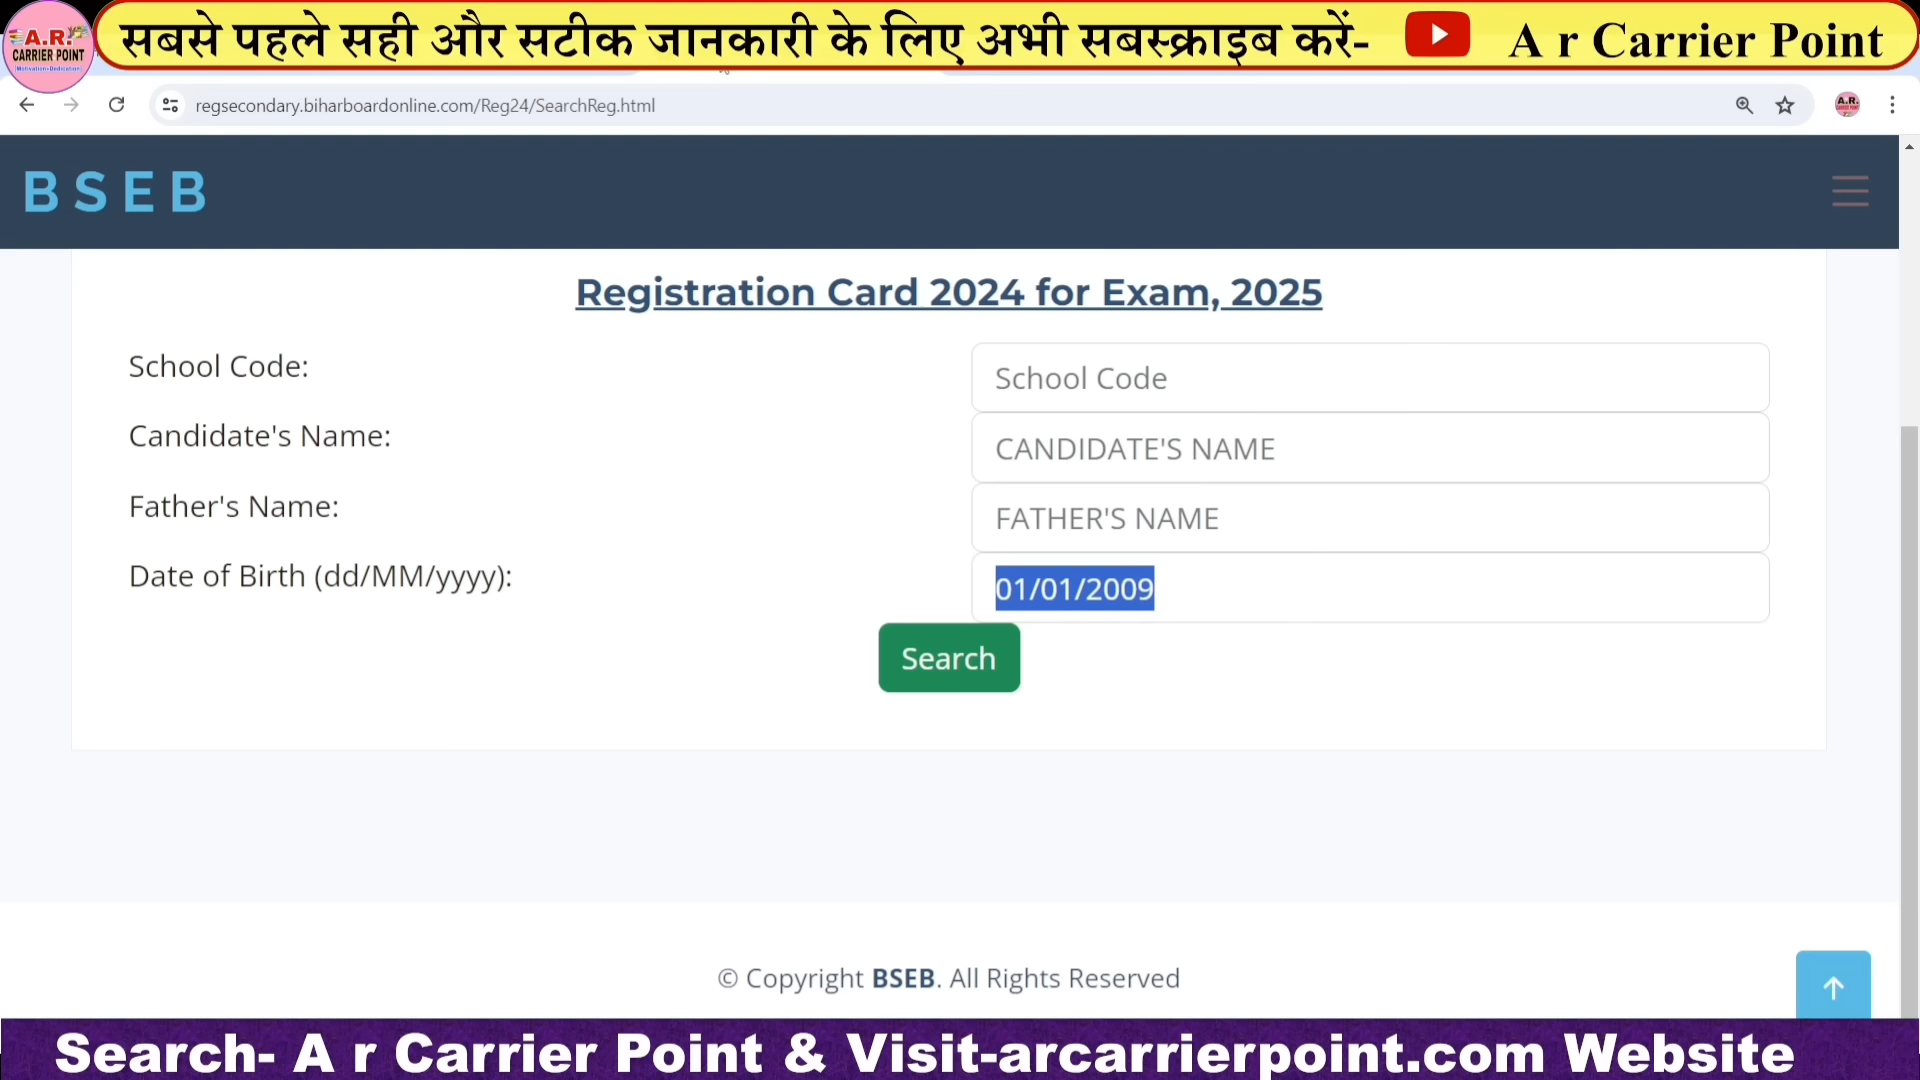 A.R.
CARRIER POINT
Motivation+Dedication
सबसे पहले सही और सटीक जानकारी के लिए अभी सबस्क्राइब करें-
A r Carrier Point
regsecondary.biharboardonline.com/Reg24/SearchReg.html
A.R.
BSEB
Registration Card 2024 for Exam, 2025
School Code:
School Code
Candidate's Name:
CANDIDATE'S NAME
Father's Name:
FATHER'S NAME
Date of Birth (dd/MM/yyyy):
01/01/2009
Search
© Copyright BSEB. All Rights Reserved
Search- A r Carrier Point & Visit-arcarrierpoint.com Website